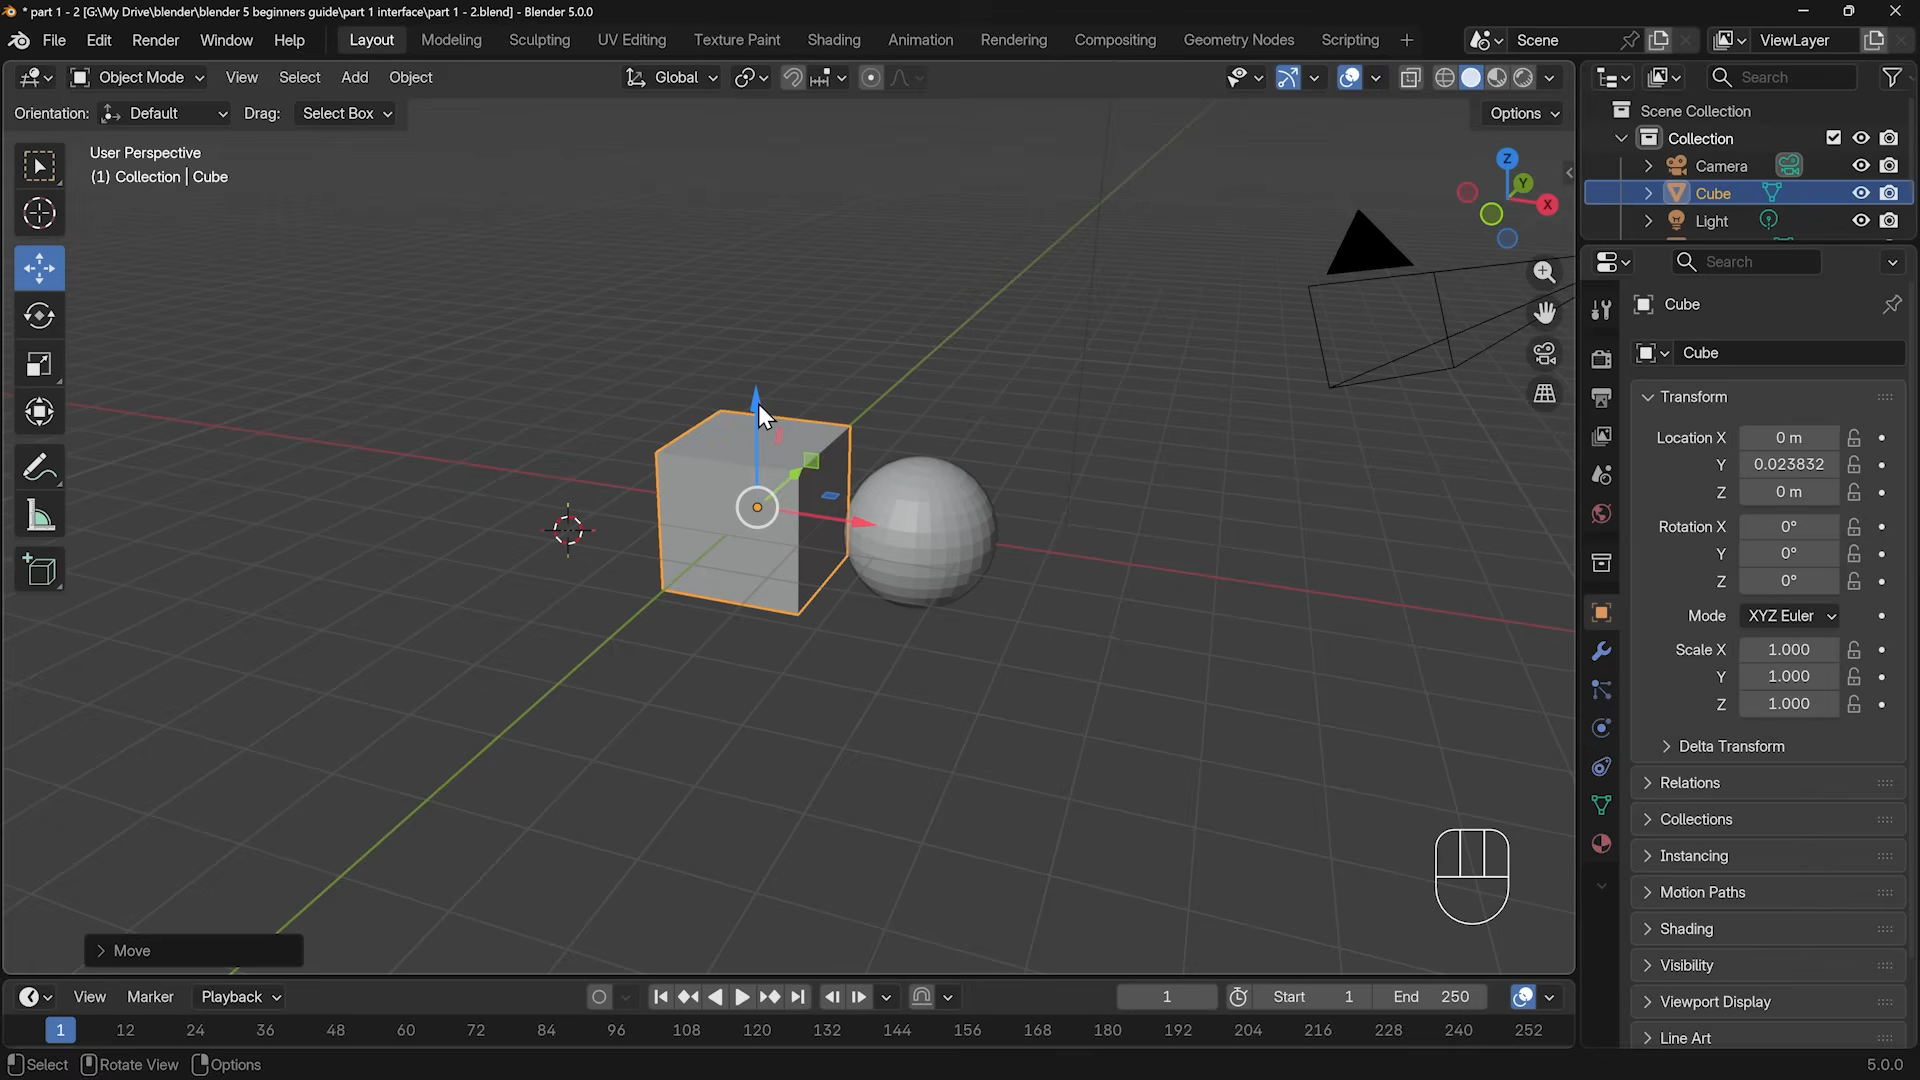 * part 1 - 2 [G:\My Drive\blender\blender 5 beginners guide\part 1 interface\part 1 - 2.blend] - Blender 5.0.0
File Edit Render Window Help Layout Modeling Sculpting UV Editing Texture Paint Shading Animation Rendering Compositing Geometry Nodes Scripting + Scene ViewLayer
Object Mode View Select Add Object Global Search
Orientation: Default Drag: Select Box Options
User Perspective
(1) Collection | Cube
Z
Y
X
Scene Collection
Collection
Camera
Cube
Light
Search
Cube
Cube
Transform
Location X 0 m
Y 0.023832
Z 0 m
Rotation X 0°
Y 0°
Z 0°
Mode XYZ Euler
Scale X 1.000
Y 1.000
Z 1.000
Delta Transform
Relations
Collections
Instancing
Motion Paths
Shading
Visibility
Viewport Display
Line Art
Move
View Marker Playback 1 Start 1 End 250
1 12 24 36 48 60 72 84 96 108 120 132 144 156 168 180 192 204 216 228 240 252
Select Rotate View Options 5.0.0